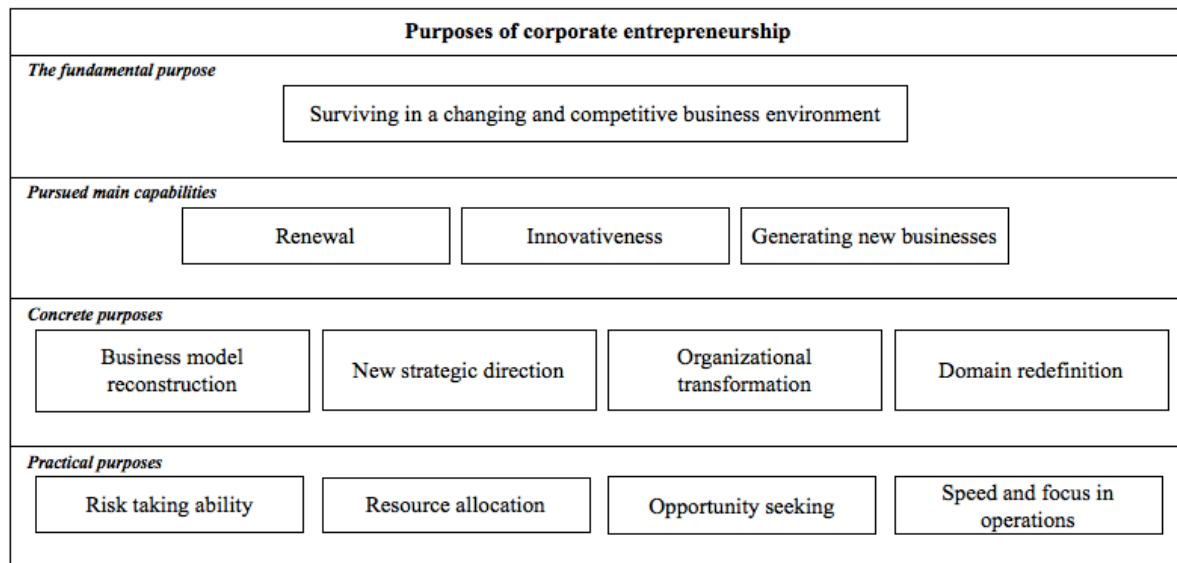 Purposes of corporate entrepreneurship
The fundamental purpose
Surviving in a changing and competitive business environment
Pursued main capabilities
Renewal
Innovativeness
Generating new businesses
Concrete purposes
Business model
reconstruction
New strategic direction
Organizational
transformation
Domain redefinition
Practical purposes
Risk taking ability
Resource allocation
Opportunity seeking
Speed and focus in
operations